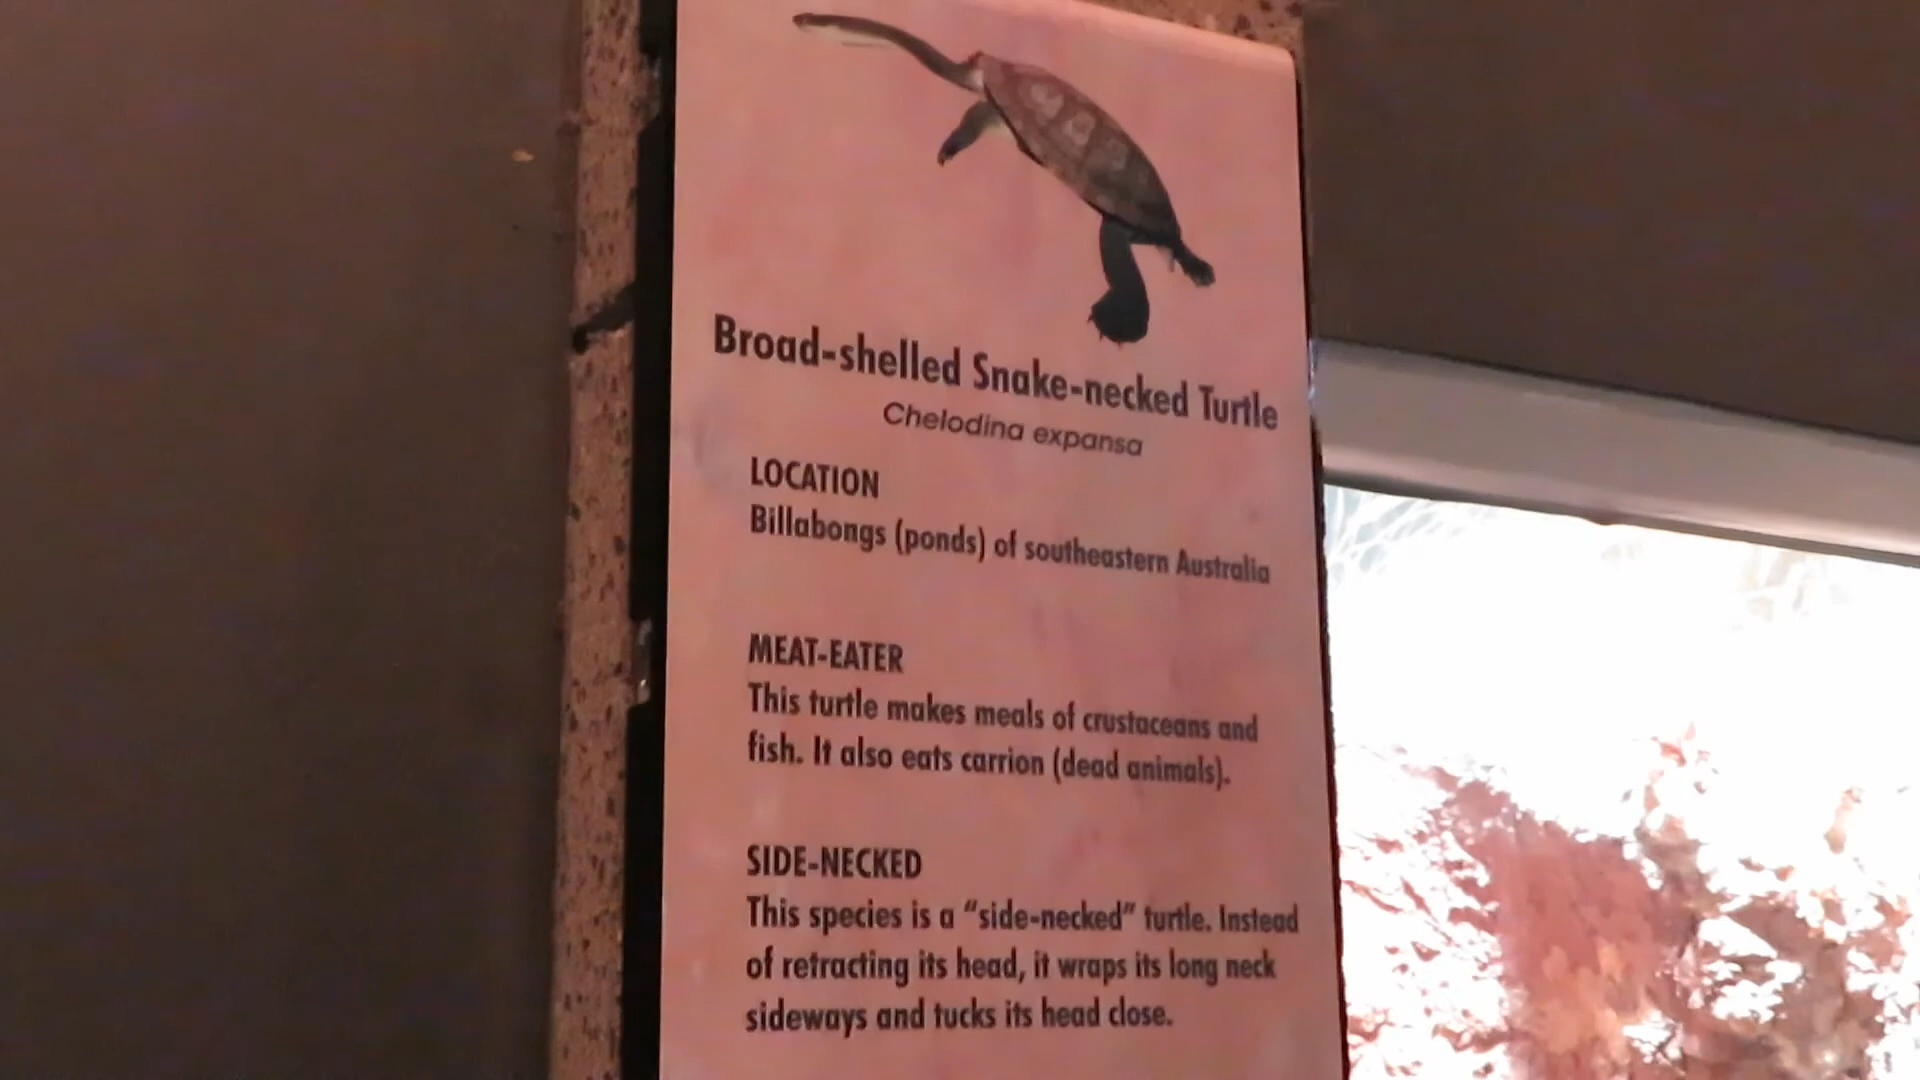 Broad-shelled Snake-necked Turtle
Chelodina expansa
LOCATION
Billabongs (ponds) of southeastern Australia
MEAT-EATER
This turtle makes meals of crustaceans and
fish. It also eats carrion (dead animals).
SIDE-NECKED
This species is a “side-necked” turtle. Instead
of retracting its head, it wraps its long neck
sideways and tucks its head close.